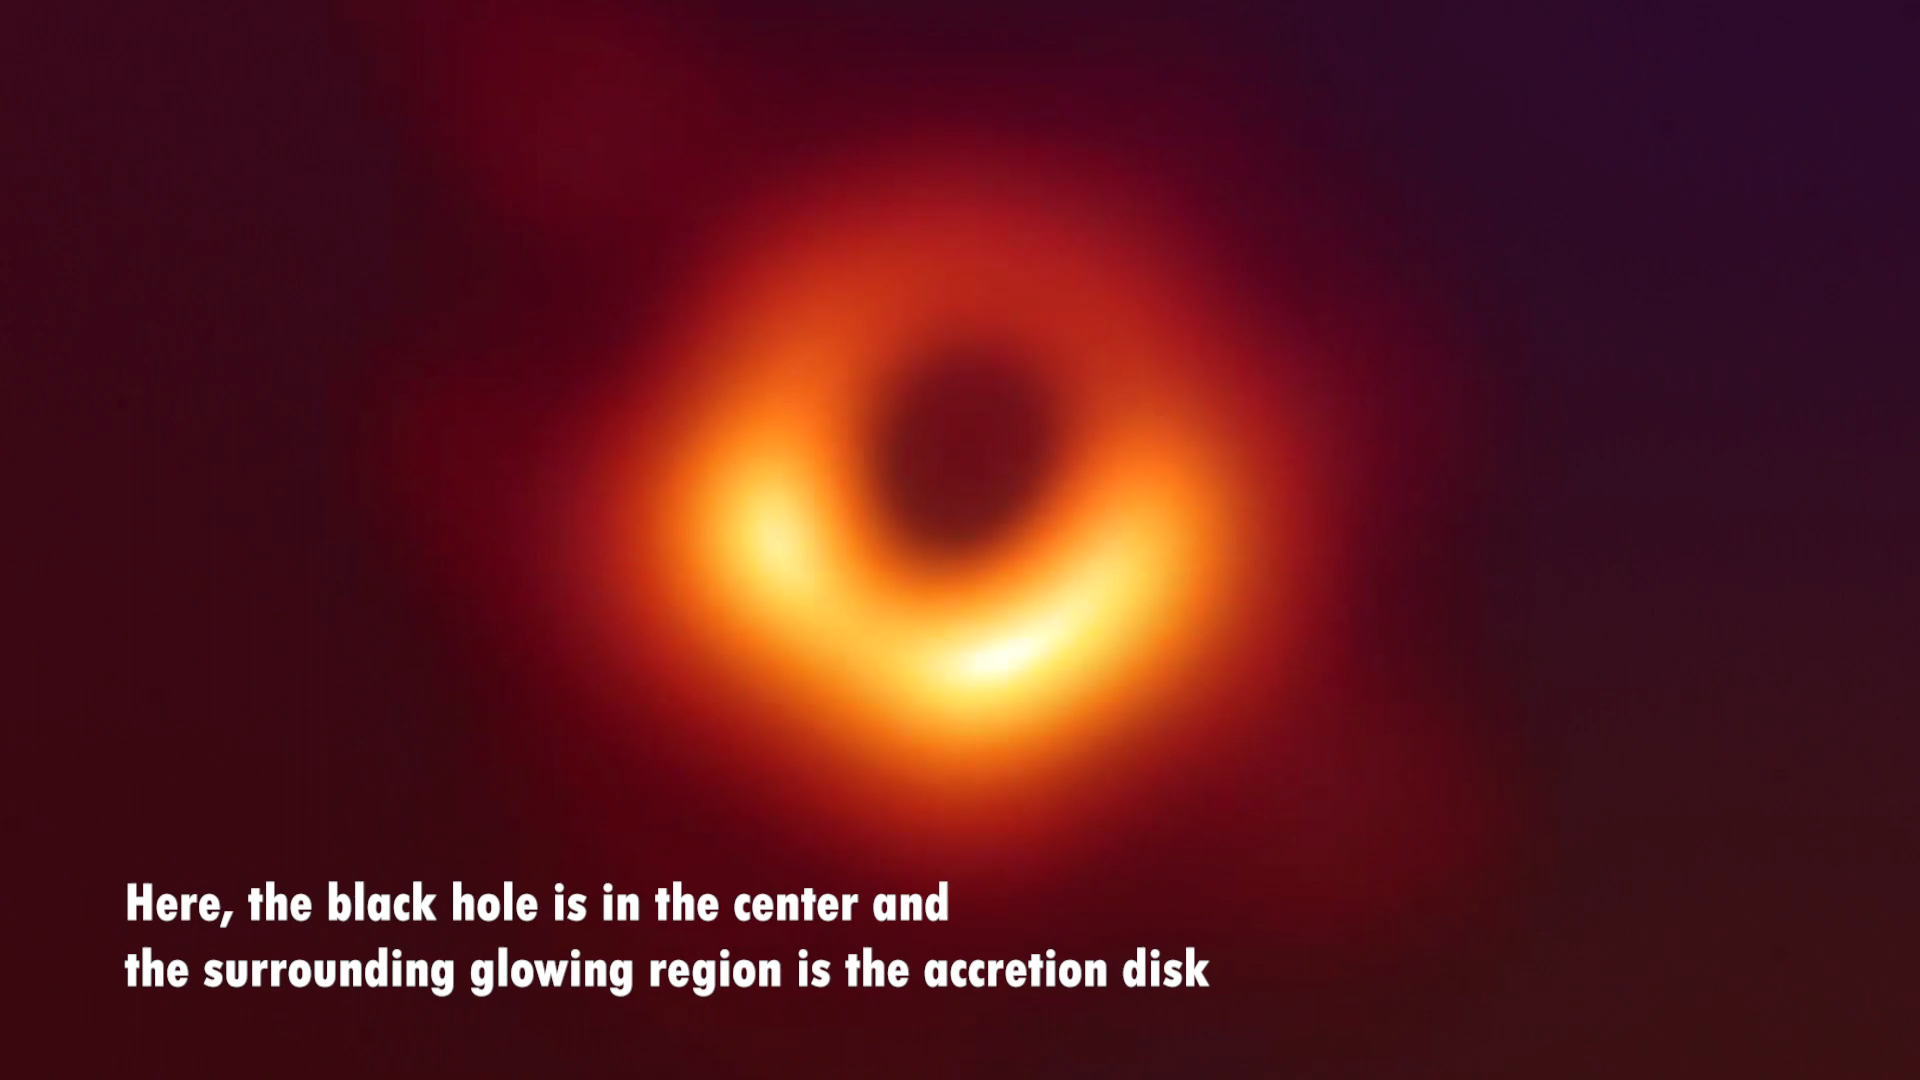 Here, the black hole is in the center and
the surrounding glowing region is the accretion disk